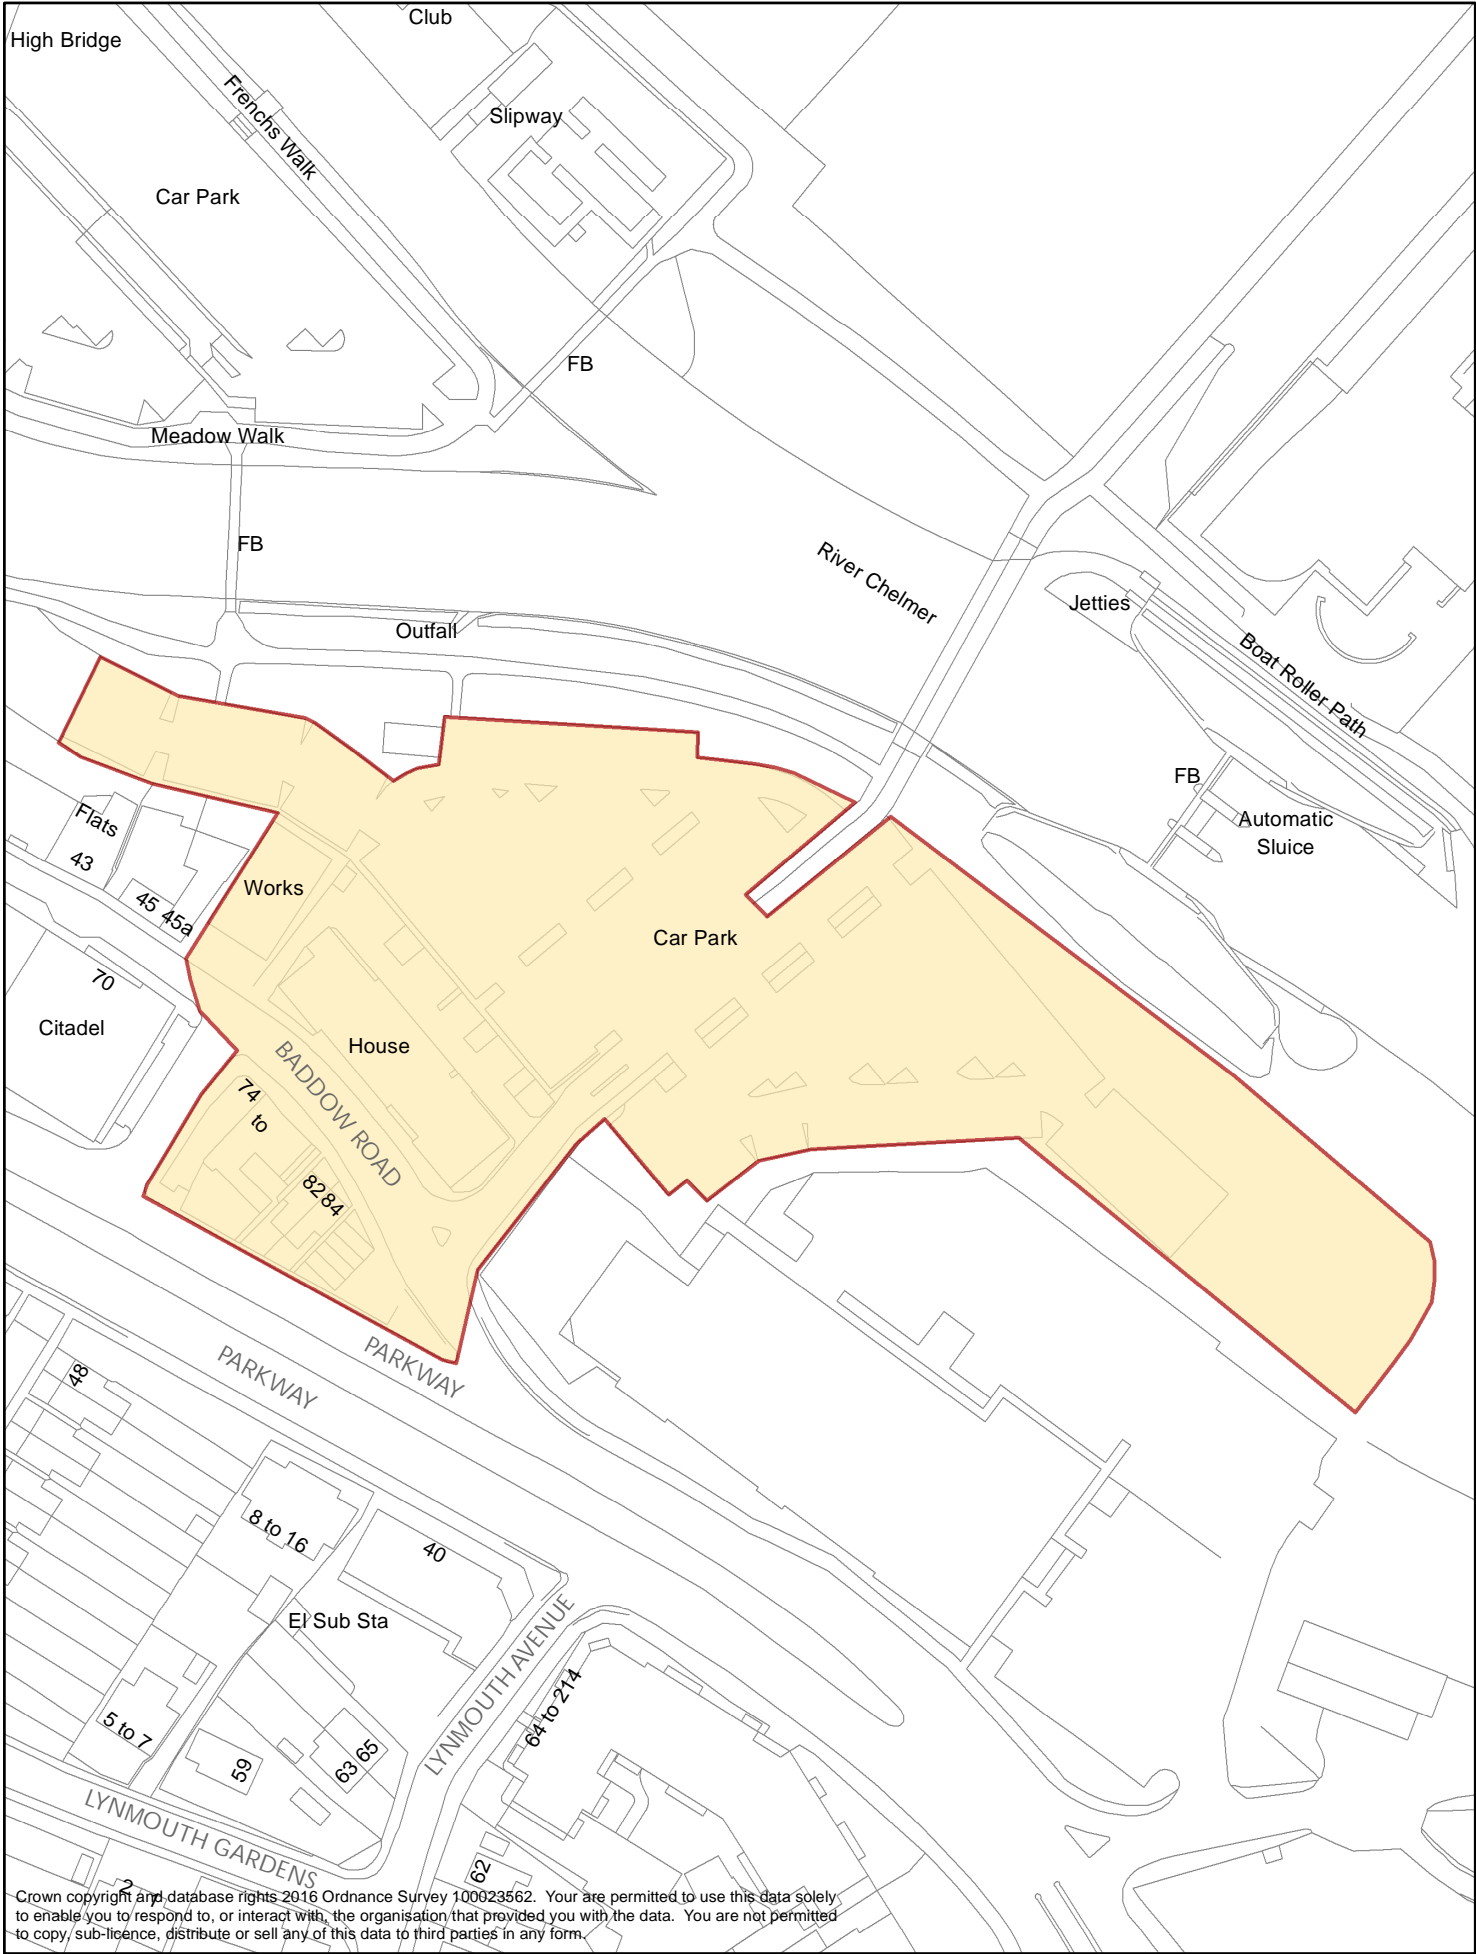 Club
High Bridge
Frenchs Walk
Slipway
Car Park
FB
Meadow Walk
FB
River Chelmer
Jetties
Outfall
Boat Roller Path
FB
Automatic
Sluice
Flats
43
Works
45 45a
Car Park
70
Citadel
House
BADDOW ROAD
74
to
82 84
PARKWAY
PARKWAY
48
8 to 16
40
El Sub Sta
LYNMOUTH AVENUE
64 to 214
5 to 7
59
63 65
LYNMOUTH GARDENS
62
2
Crown copyright and database rights 2016 Ordnance Survey 100023562. Your are permitted to use this data solely
to enable you to respond to, or interact with, the organisation that provided you with the data. You are not permitted
to copy, sub-licence, distribute or sell any of this data to third parties in any form.